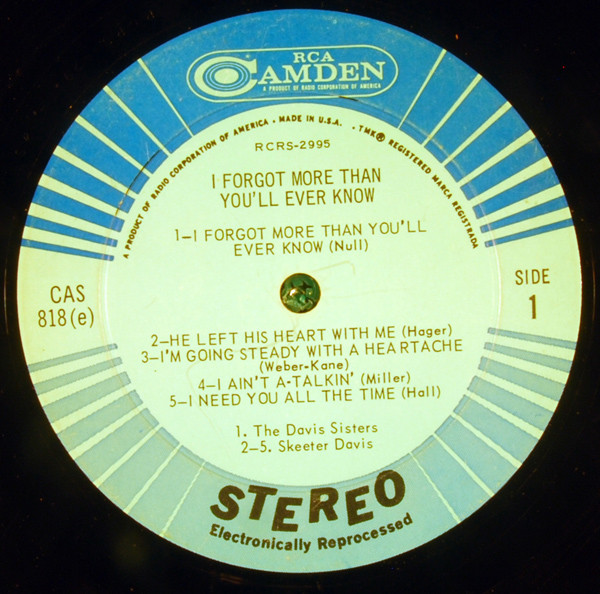 RCA
CAMDEN
A PRODUCT OF RADIO CORPORATION OF AMERICA
A PRODUCT OF RADIO CORPORATION OF AMERICA • MADE IN U.S.A. • TMK® REGISTERED MARCA REGISTRADA
RCRS-2995
I FORGOT MORE THAN
YOU'LL EVER KNOW
1—I FORGOT MORE THAN YOU'LL
EVER KNOW (Null)
CAS
818(e)
SIDE
1
2—HE LEFT HIS HEART WITH ME (Hager)
3—I'M GOING STEADY WITH A HEARTACHE
(Weber-Kane)
4—I AIN'T A-TALKIN' (Miller)
5—I NEED YOU ALL THE TIME (Hall)
1. The Davis Sisters
2—5. Skeeter Davis
STEREO
Electronically Reprocessed